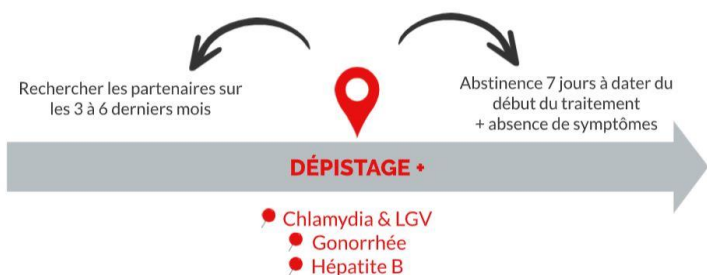 Rechercher les partenaires sur
les 3 à 6 derniers mois
Abstinence 7 jours à dater du
début du traitement
+ absence de symptômes
DÉPISTAGE +
Chlamydia & LGV
Gonorrhée
Hépatite B